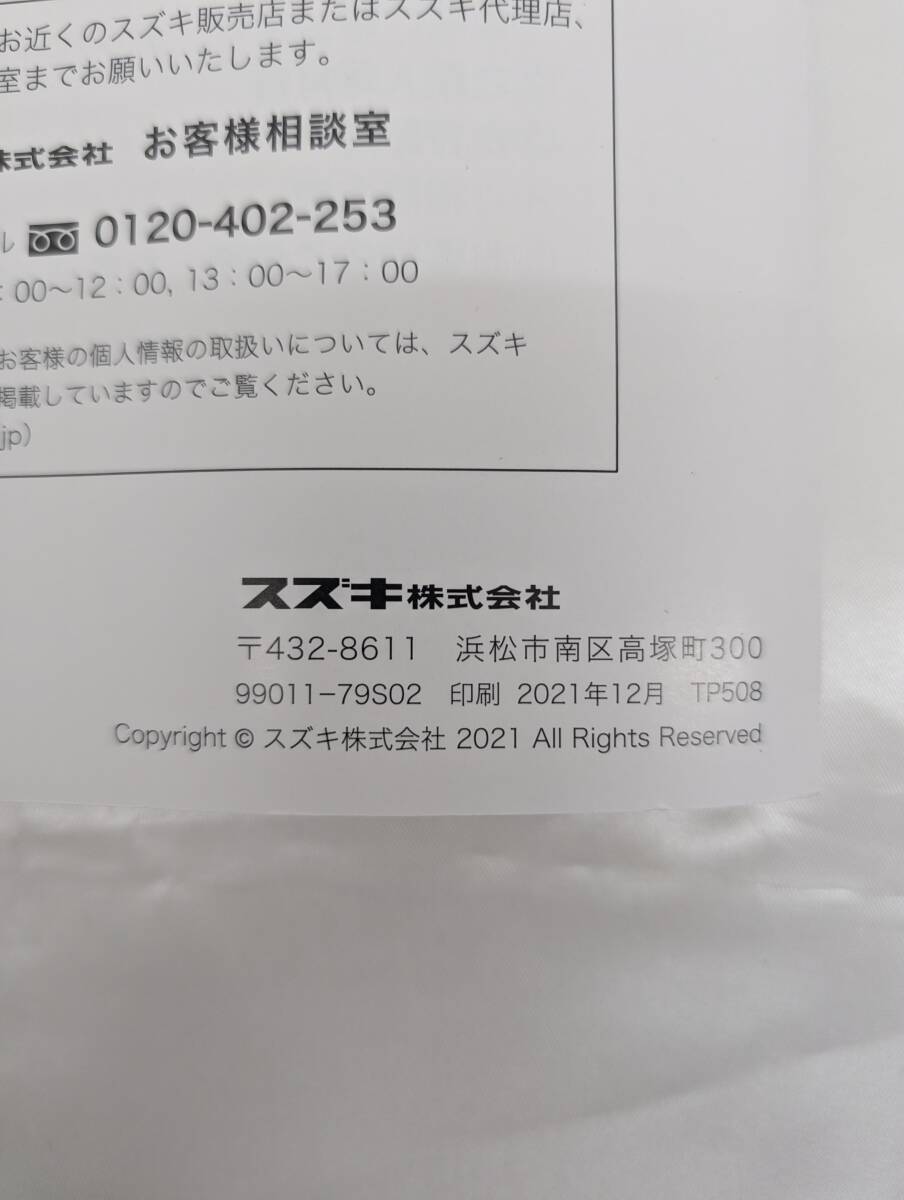 お近くのスズキ販売店またはスズキ代理店、
室までお願いいたします。
株式会社 お客様相談室
ル 0120-402-253
:00〜12:00, 13:00〜17:00
お客様の個人情報の取扱いについては、スズキ
掲載していますのでご覧ください。
jp)
スズキ株式会社
〒432-8611 浜松市南区高塚町300
99011-79S02 印刷 2021年12月 TP508
Copyright © スズキ株式会社 2021 All Rights Reserved